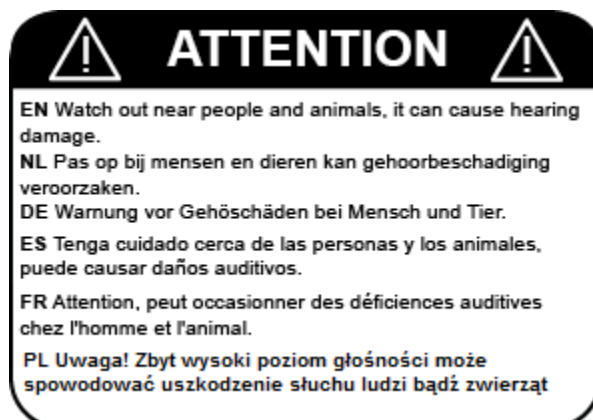 ATTENTION
EN Watch out near people and animals, it can cause hearing
damage.
NL Pas op bij mensen en dieren kan gehoorbeschadiging
veroorzaken.
DE Warnung vor Gehöschäden bei Mensch und Tier.
ES Tenga cuidado cerca de las personas y los animales,
puede causar daños auditivos.
FR Attention, peut occasionner des déficiences auditives
chez l'homme et l'animal.
PL Uwaga! Zbyt wysoki poziom głośności może
spowodować uszkodzenie słuchu ludzi bądź zwierząt